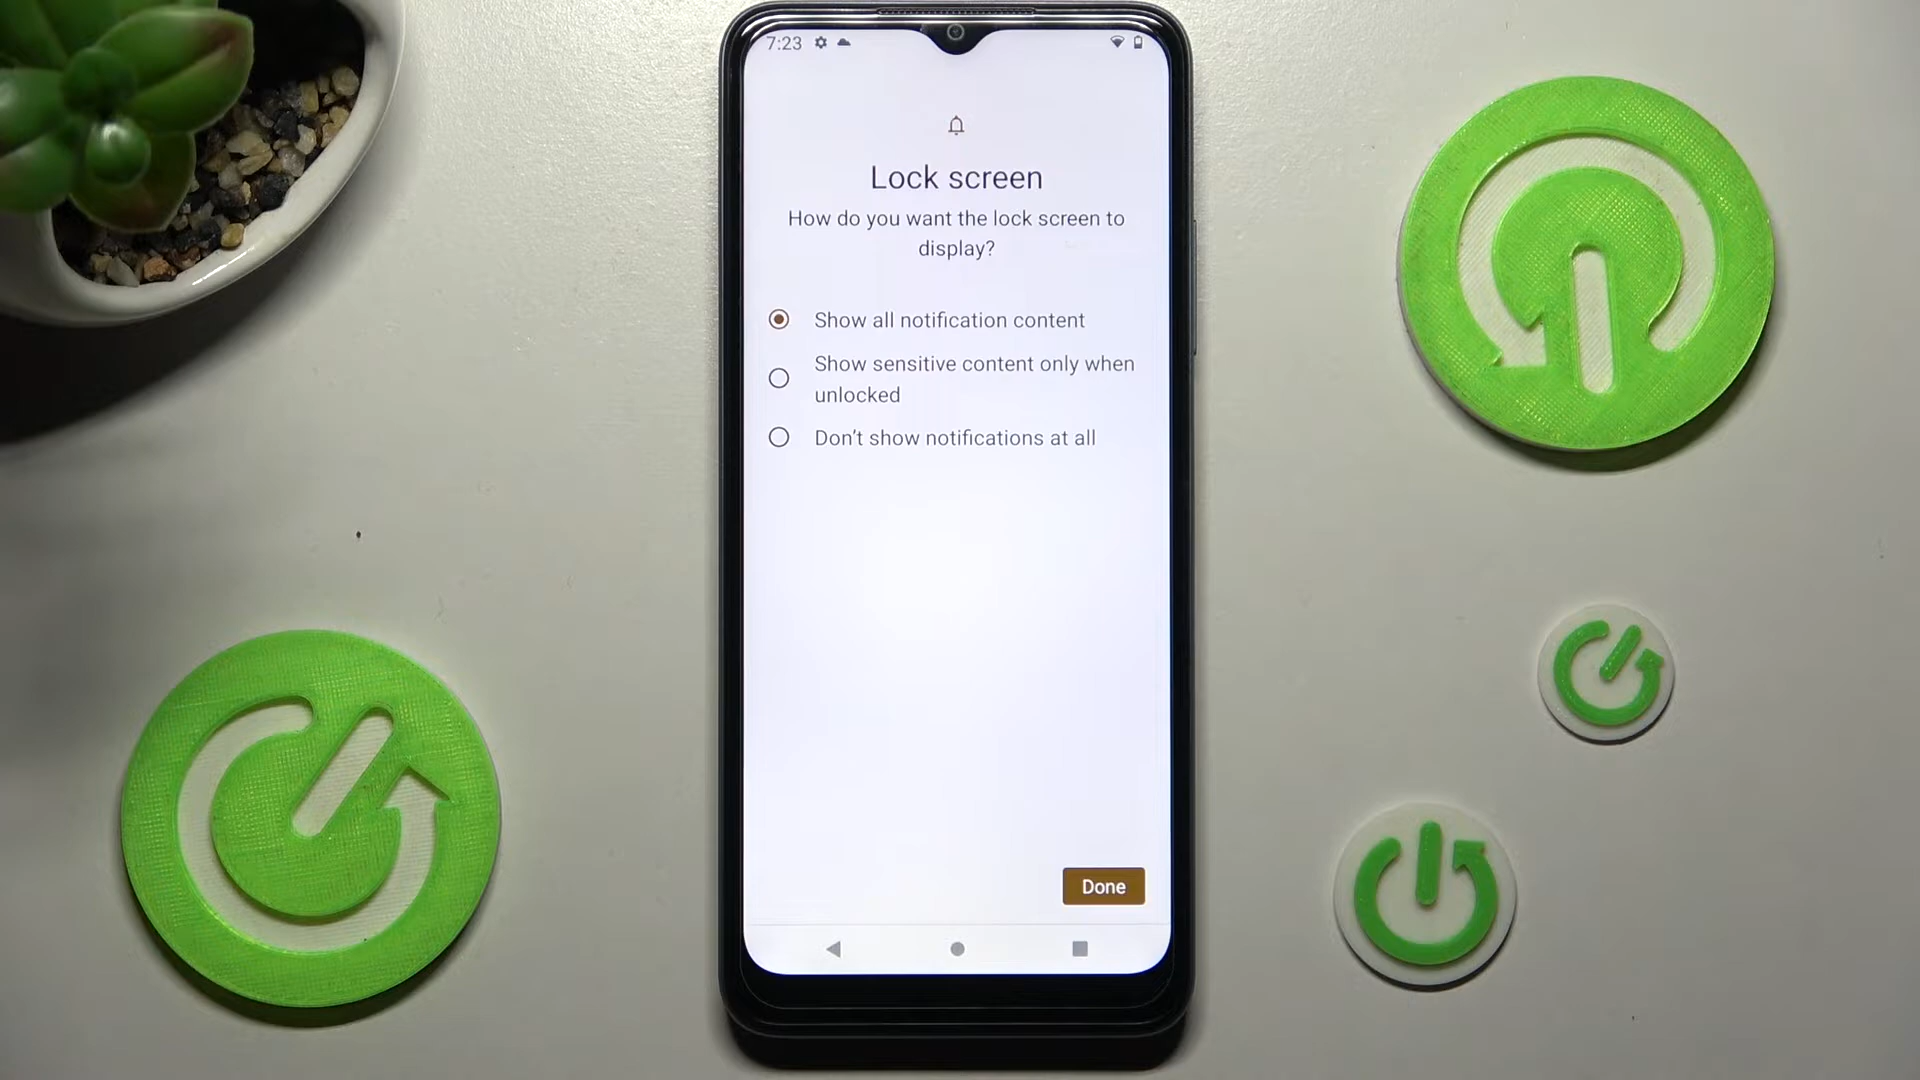 7:23
Lock screen
How do you want the lock screen to
display?
Show all notification content
Show sensitive content only when
unlocked
Don't show notifications at all
Done